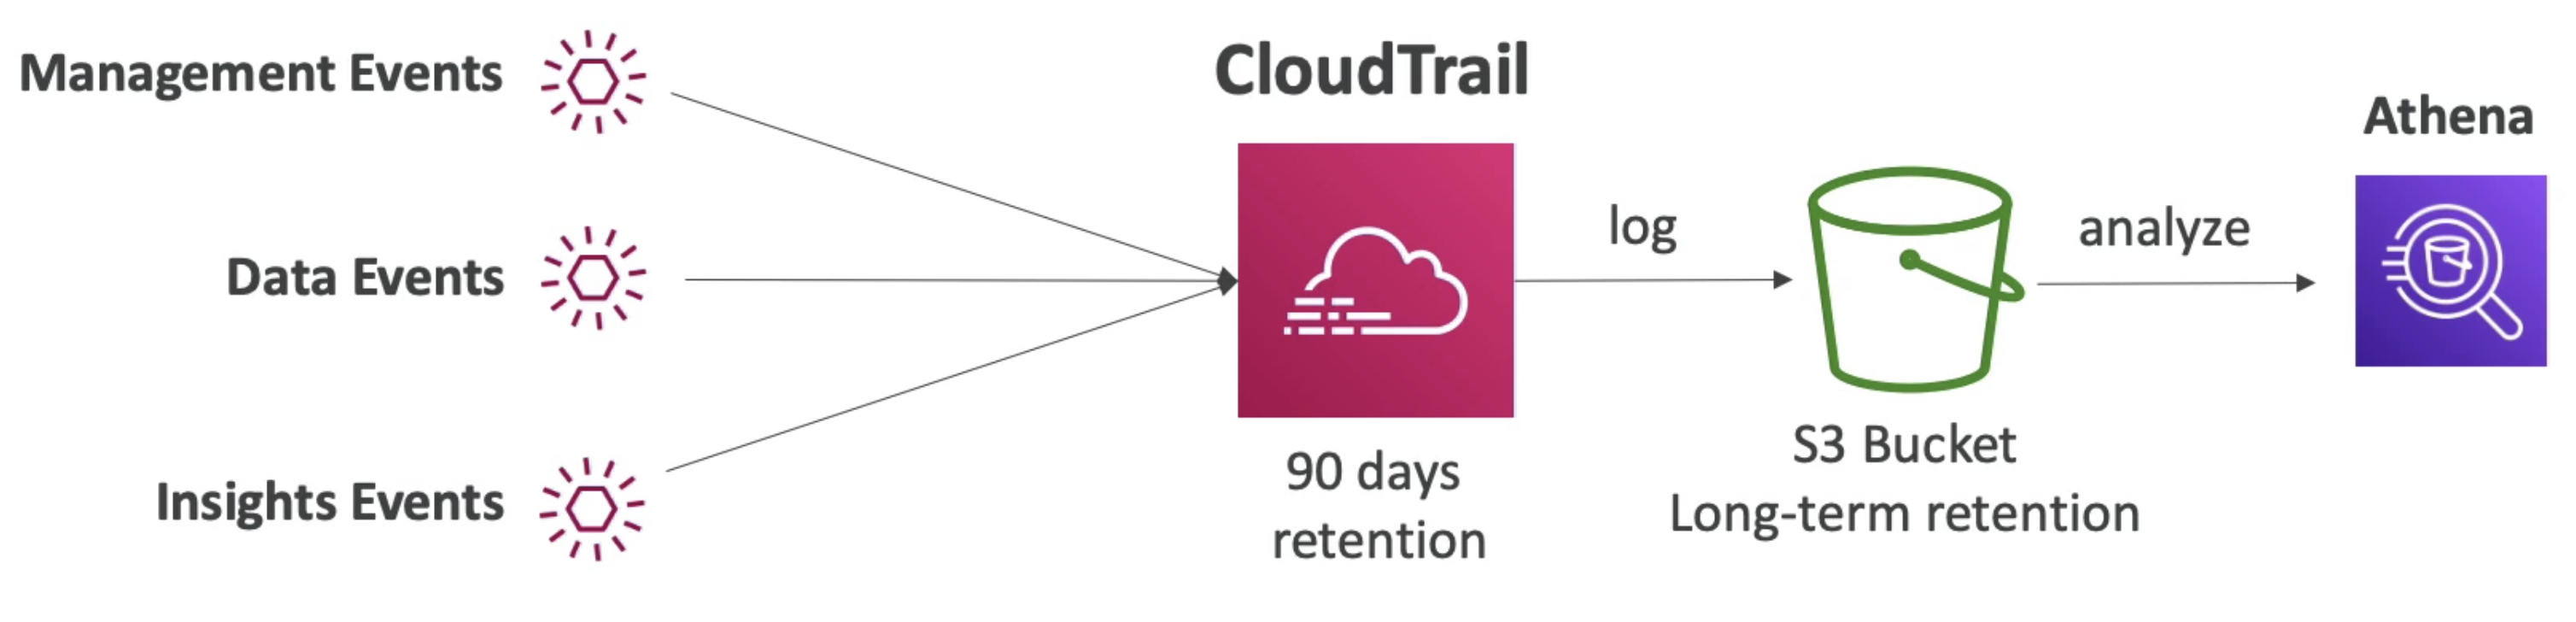 Management Events
CloudTrail
Athena
Data Events
log
analyze
Insights Events
90 days
retention
S3 Bucket
Long-term retention